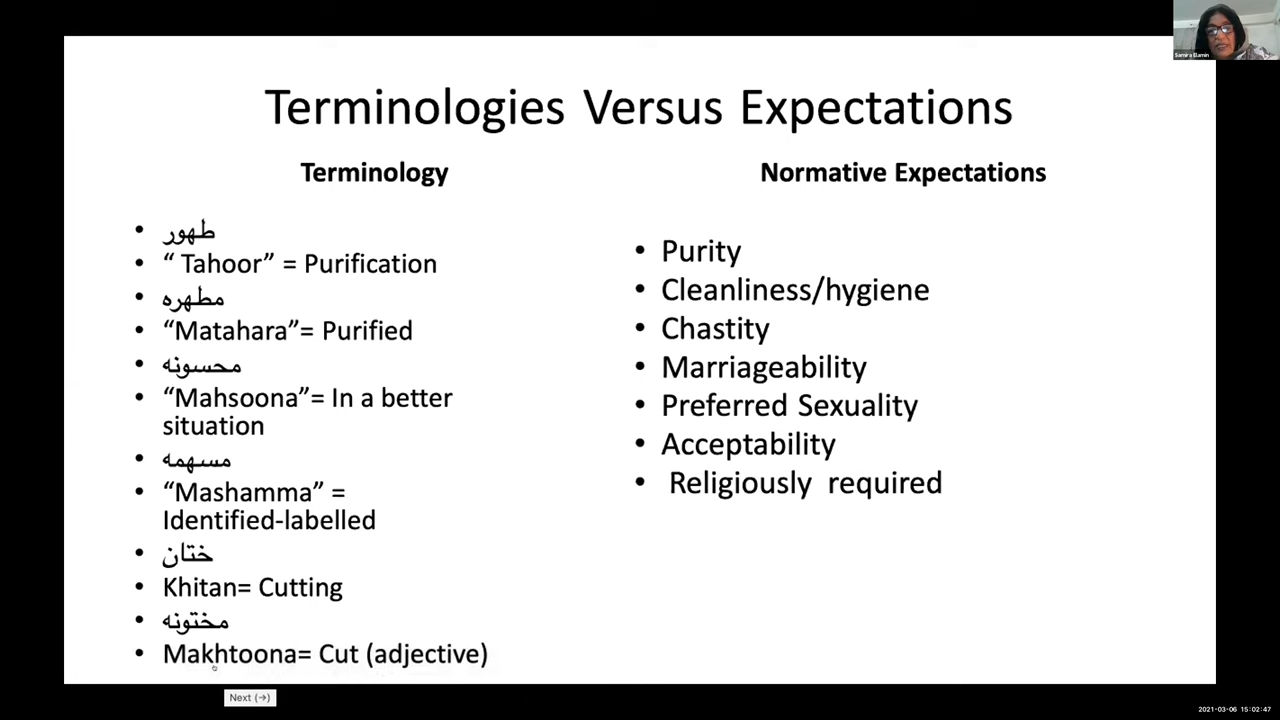 Samira Elamin
Terminologies Versus Expectations
Terminology
طهور
“ Tahoor” = Purification
مطهره
“Matahara”= Purified
محسونه
“Mahsoona”= In a better
situation
مسهمه
“Mashamma” =
Identified-labelled
ختان
Khitan= Cutting
مختونه
Makhtoona= Cut (adjective)
Normative Expectations
Purity
Cleanliness/hygiene
Chastity
Marriageability
Preferred Sexuality
Acceptability
Religiously required
Next (→)
2021-03-06 15:02:47